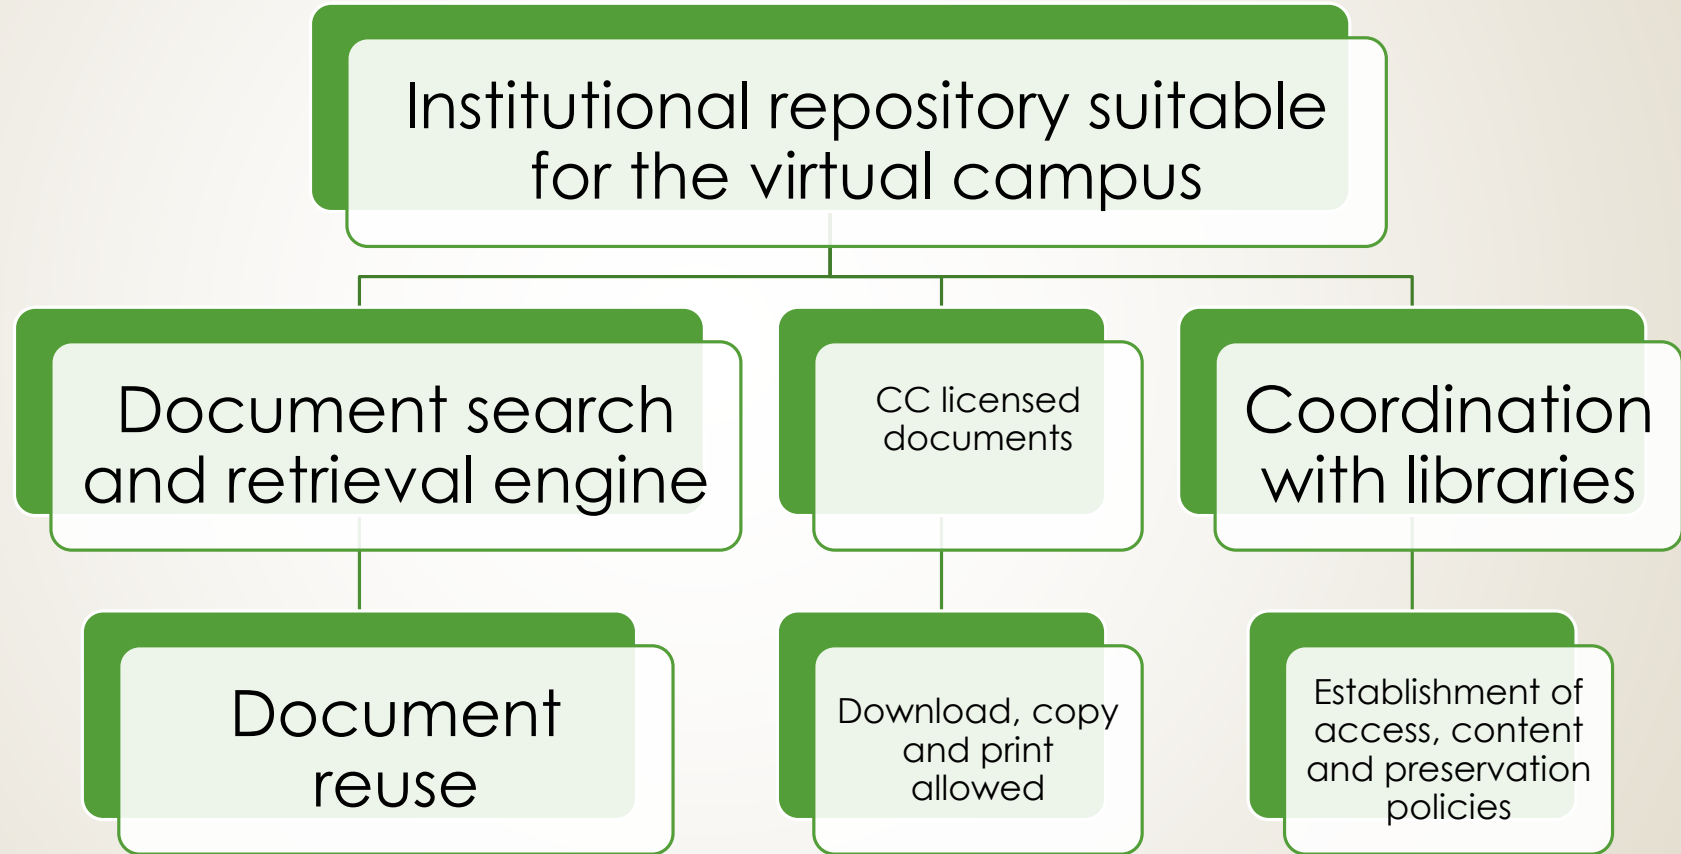 Institutional repository suitable
for the virtual campus
Document search
and retrieval engine
CC licensed
documents
Coordination
with libraries
Document
reuse
Download, copy
and print
allowed
Establishment of
access, content
and preservation
policies